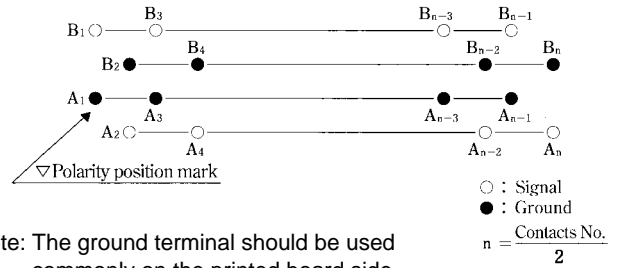 B₃ Bₙ₋₃ Bₙ₋₁
B₁
B₄ Bₙ₋₂ Bₙ
B₂
A₁
A₃ Aₙ₋₃ Aₙ₋₁
A₂
A₄ Aₙ₋₂ Aₙ
▽Polarity position mark
○ : Signal
● : Ground
n = Contacts No.
2
te: The ground terminal should be used
commonly on the printed board side